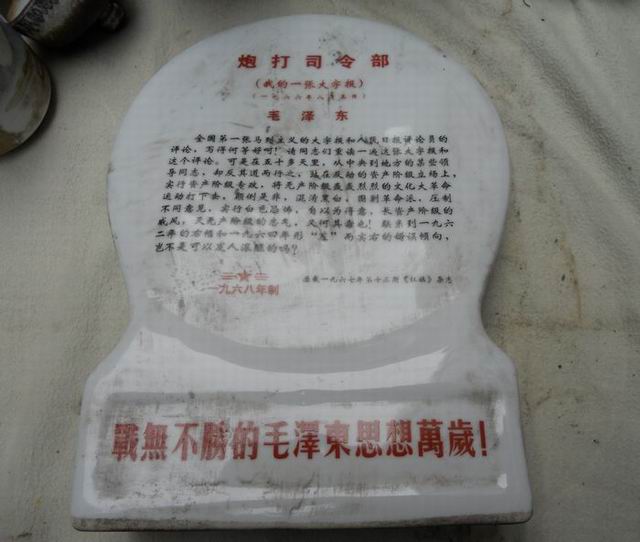 炮打司令部
(我的一张大字报)
(一九六六年八月五日)
毛泽东
全国第一张马列主义的大字报和人民日报评论员的
评论，写得何等好呵！请同志们重读一遍这张大字报和
这个评论。可是在五十多天里，从中央到地方的某些领
导同志，却反其道而行之，站在反动的资产阶级立场上，
实行资产阶级专政，将无产阶级轰轰烈烈的文化大革命
运动打下去，颠倒是非，混淆黑白，围剿革命派，压制
不同意见，实行白色恐怖，自以为得意，长资产阶级的
威风，灭无产阶级的志气，又何其毒也！联系到一九六
二年的右倾和一九六四年形“左”而实右的错误倾向，
岂不是可以发人深醒的吗？
一九六八年制
原载一九六七年第十三期《红旗》杂志
戰無不勝的毛澤東思想萬歲！